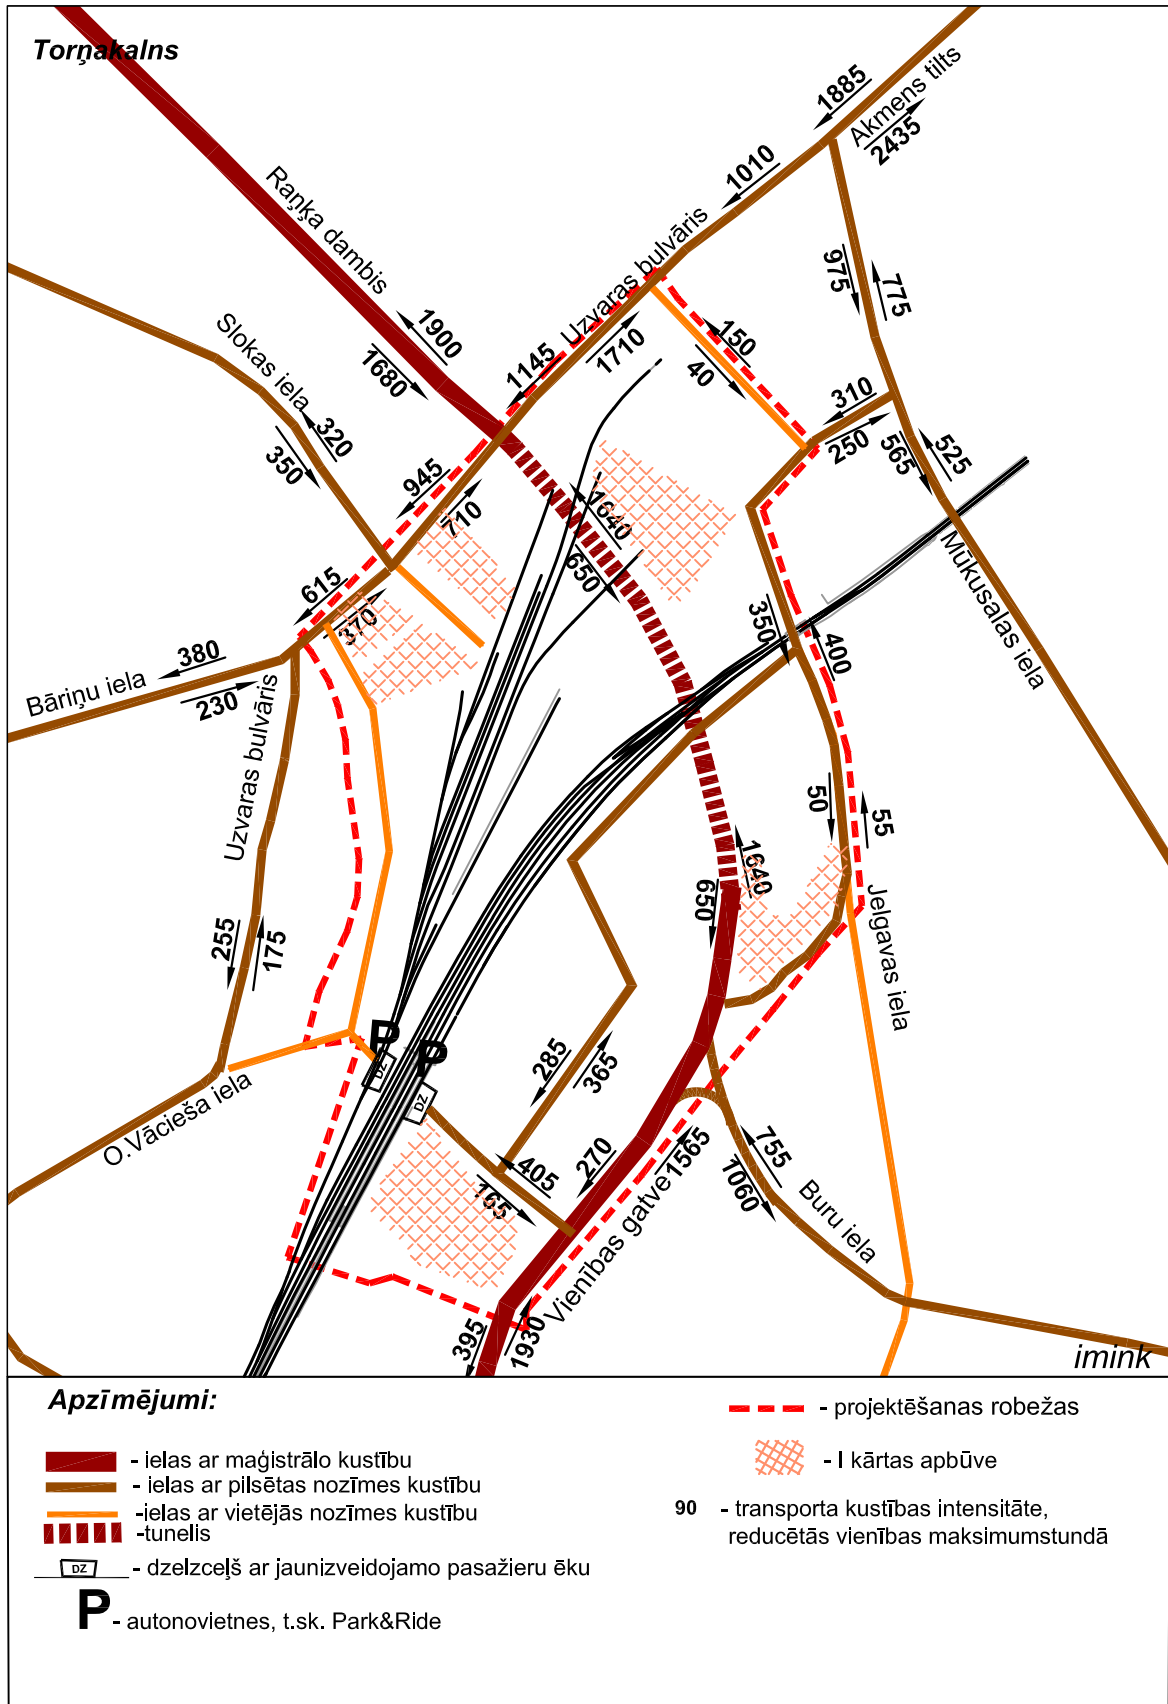 Torņakalns
1885
Akmens tilts
2435
1010
Raņķa dambis
Uzvaras bulvāris
975
775
1900
1680
1145
1710
150
40
Slokas iela
320
350
310
250
565
525
945
710
1640
650
Mūkusalas iela
615
370
350
400
380
Bāriņu iela
230
Uzvaras bulvāris
50
55
1640
650
Jelgavas iela
255
175
P
P
DZ
DZ
285
365
O.Vācieša iela
405
165
270
1565
755
1060
Buru iela
Vienības gatve
395
1930
imink
Apzīmējumi:
- ielas ar maģistrālo kustību
- ielas ar pilsētas nozīmes kustību
-ielas ar vietējās nozīmes kustību
-tunelis
DZ - dzelzceļš ar jaunizveidojamo pasažieru ēku
P - autonovietnes, t.sk. Park&Ride
- projektēšanas robežas
- I kārtas apbūve
90 - transporta kustības intensitāte,
reducētās vienības maksimumstundā